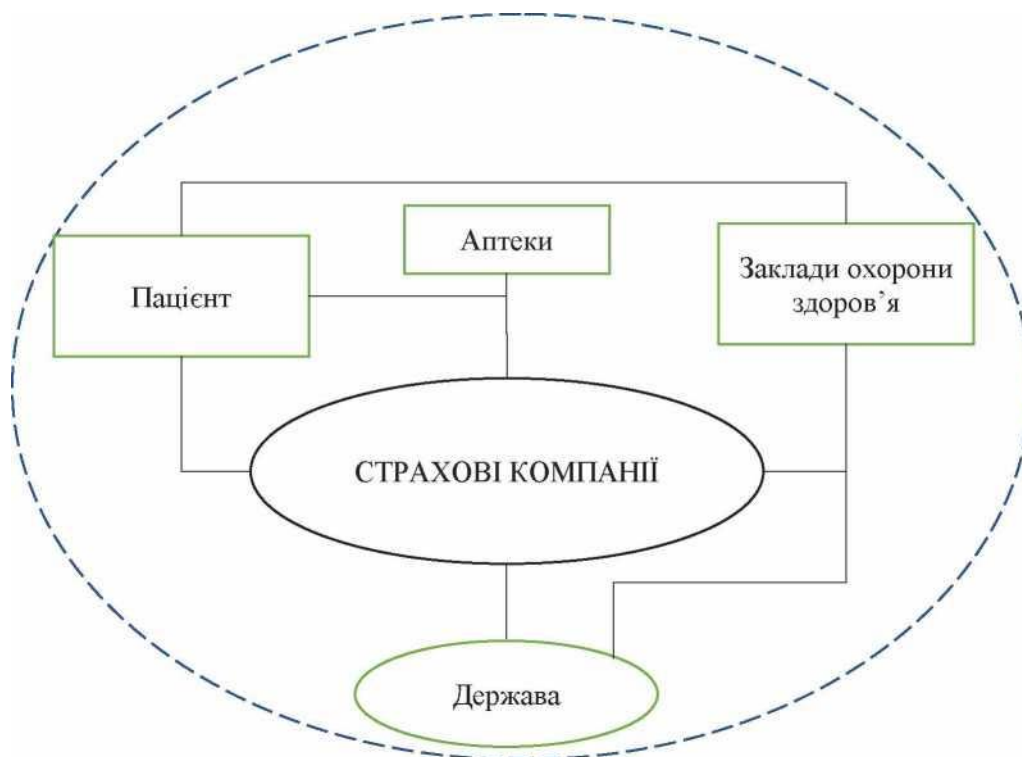 Аптеки
Пацієнт
Заклади охорони
здоров’я
СТРАХОВІ КОМПАНІЇ
Держава